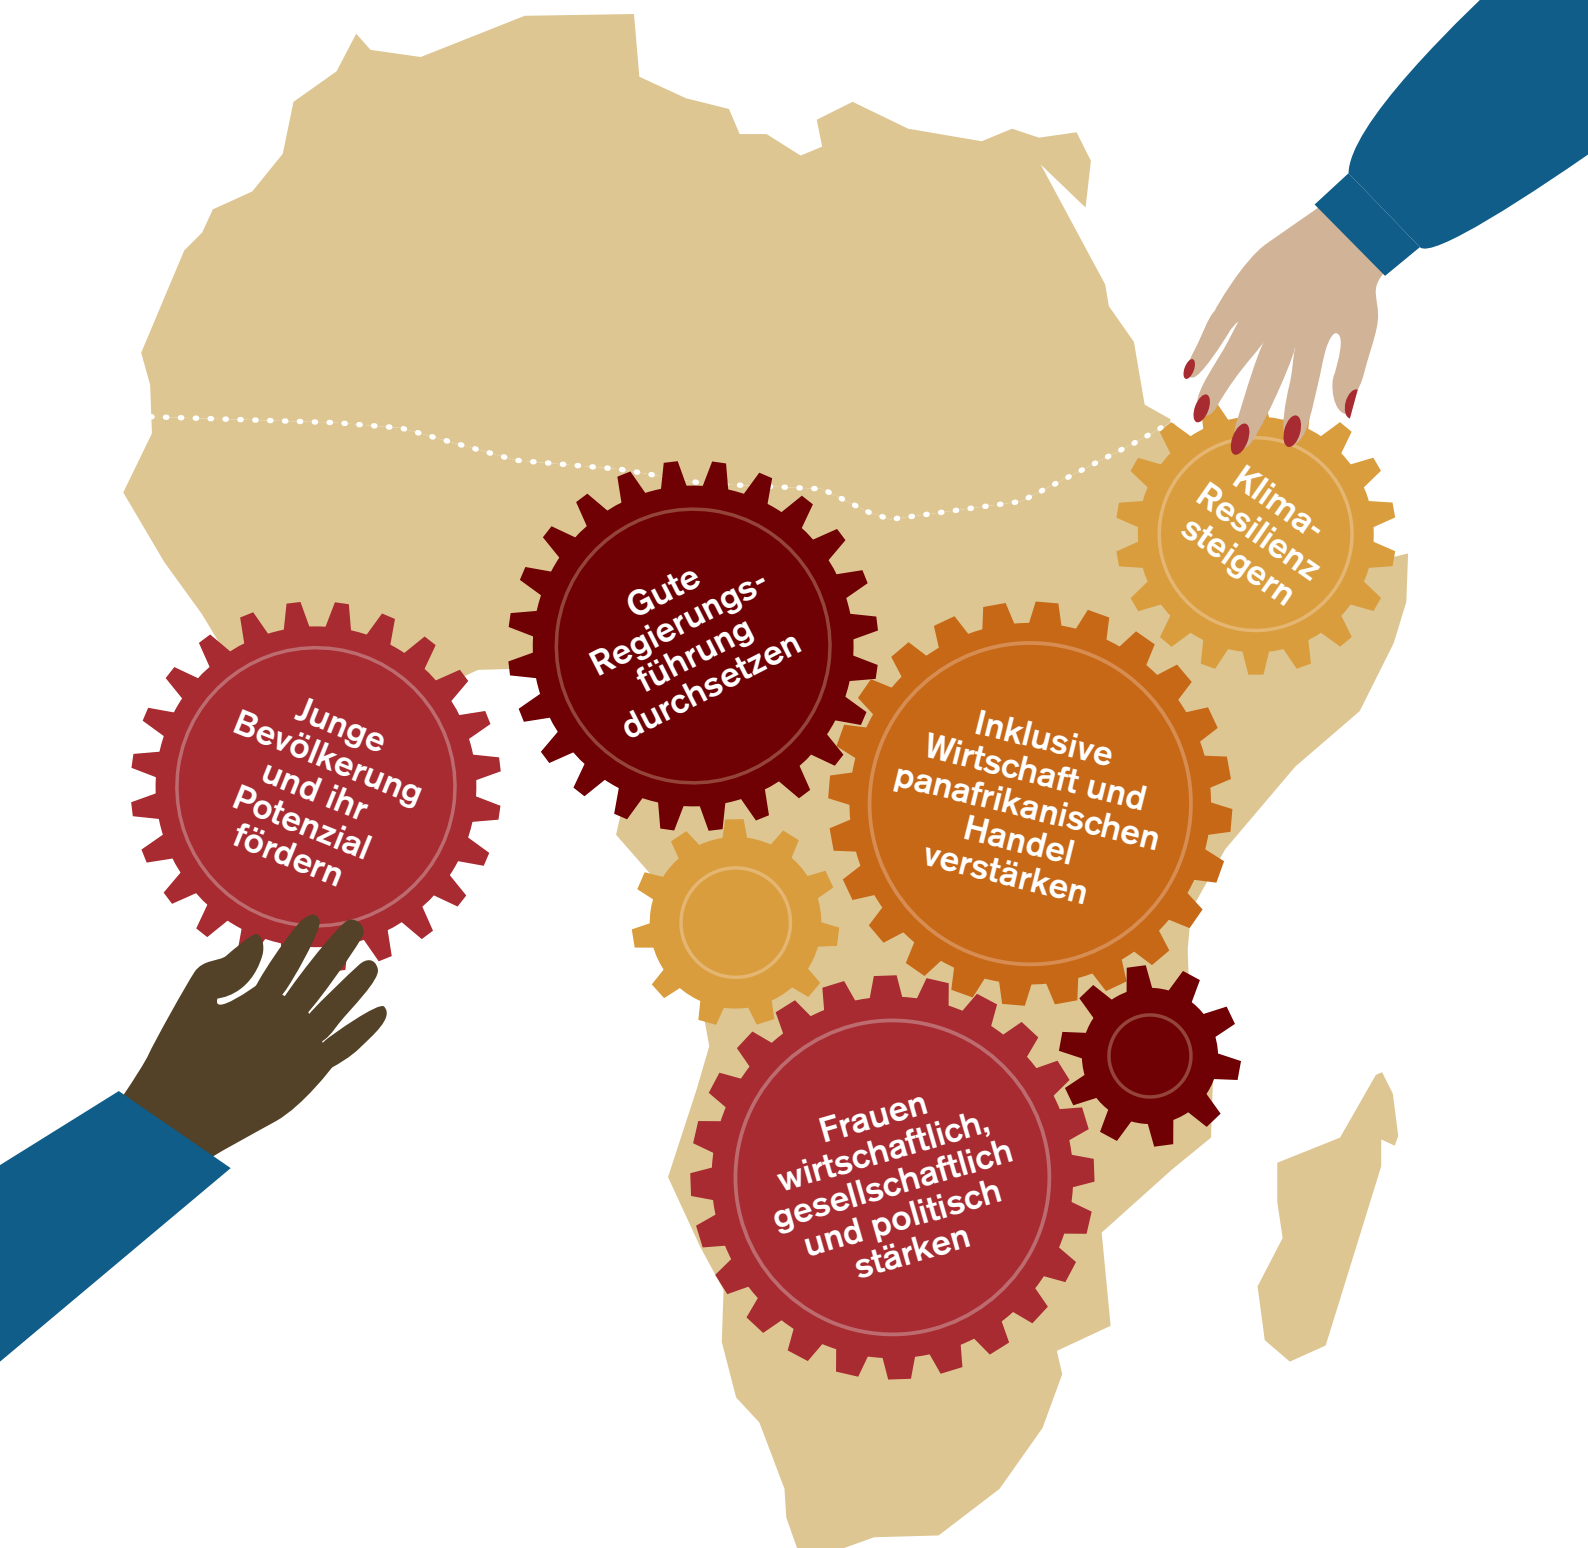 Klima-
Resilienz
steigern
Gute
Regierungs-
führung
durchsetzen
Junge
Bevölkerung
und ihr
Potenzial
fördern
Inklusive
Wirtschaft und
panafrikanischen
Handel
verstärken
Frauen
wirtschaftlich,
gesellschaftlich
und politisch
stärken